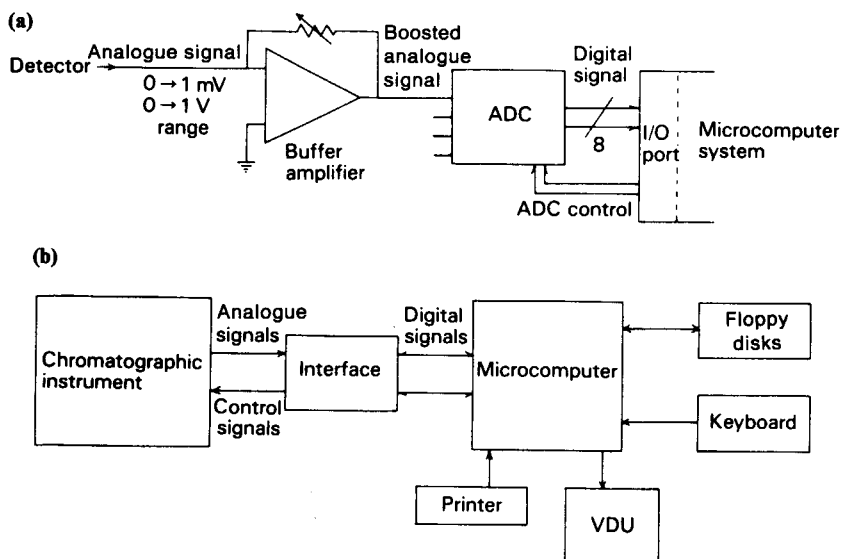 (a)
Analogue signal
Detector
0→1 mV
0→1 V
range
Buffer
amplifier
Boosted
analogue
signal
ADC
Digital
signal
8
ADC control
I/O
port
Microcomputer
system
(b)
Chromatographic
instrument
Analogue
signals
Control
signals
Interface
Digital
signals
Microcomputer
Floppy
disks
Keyboard
Printer
VDU